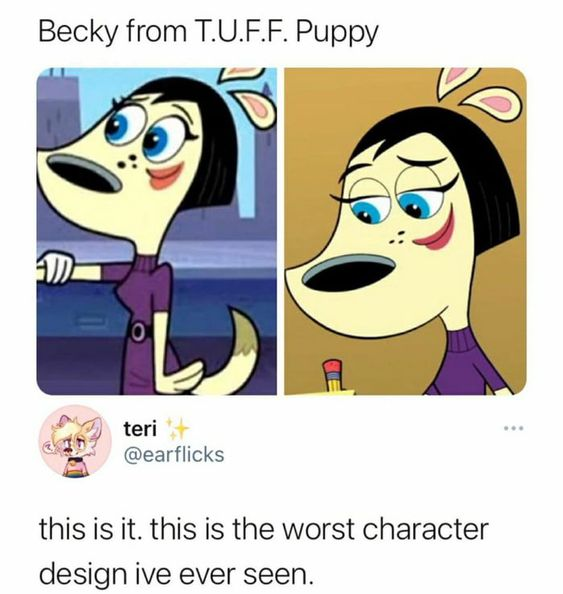 Becky from T.U.F.F. Puppy
teri ✨
@earflicks
this is it. this is the worst character
design ive ever seen.